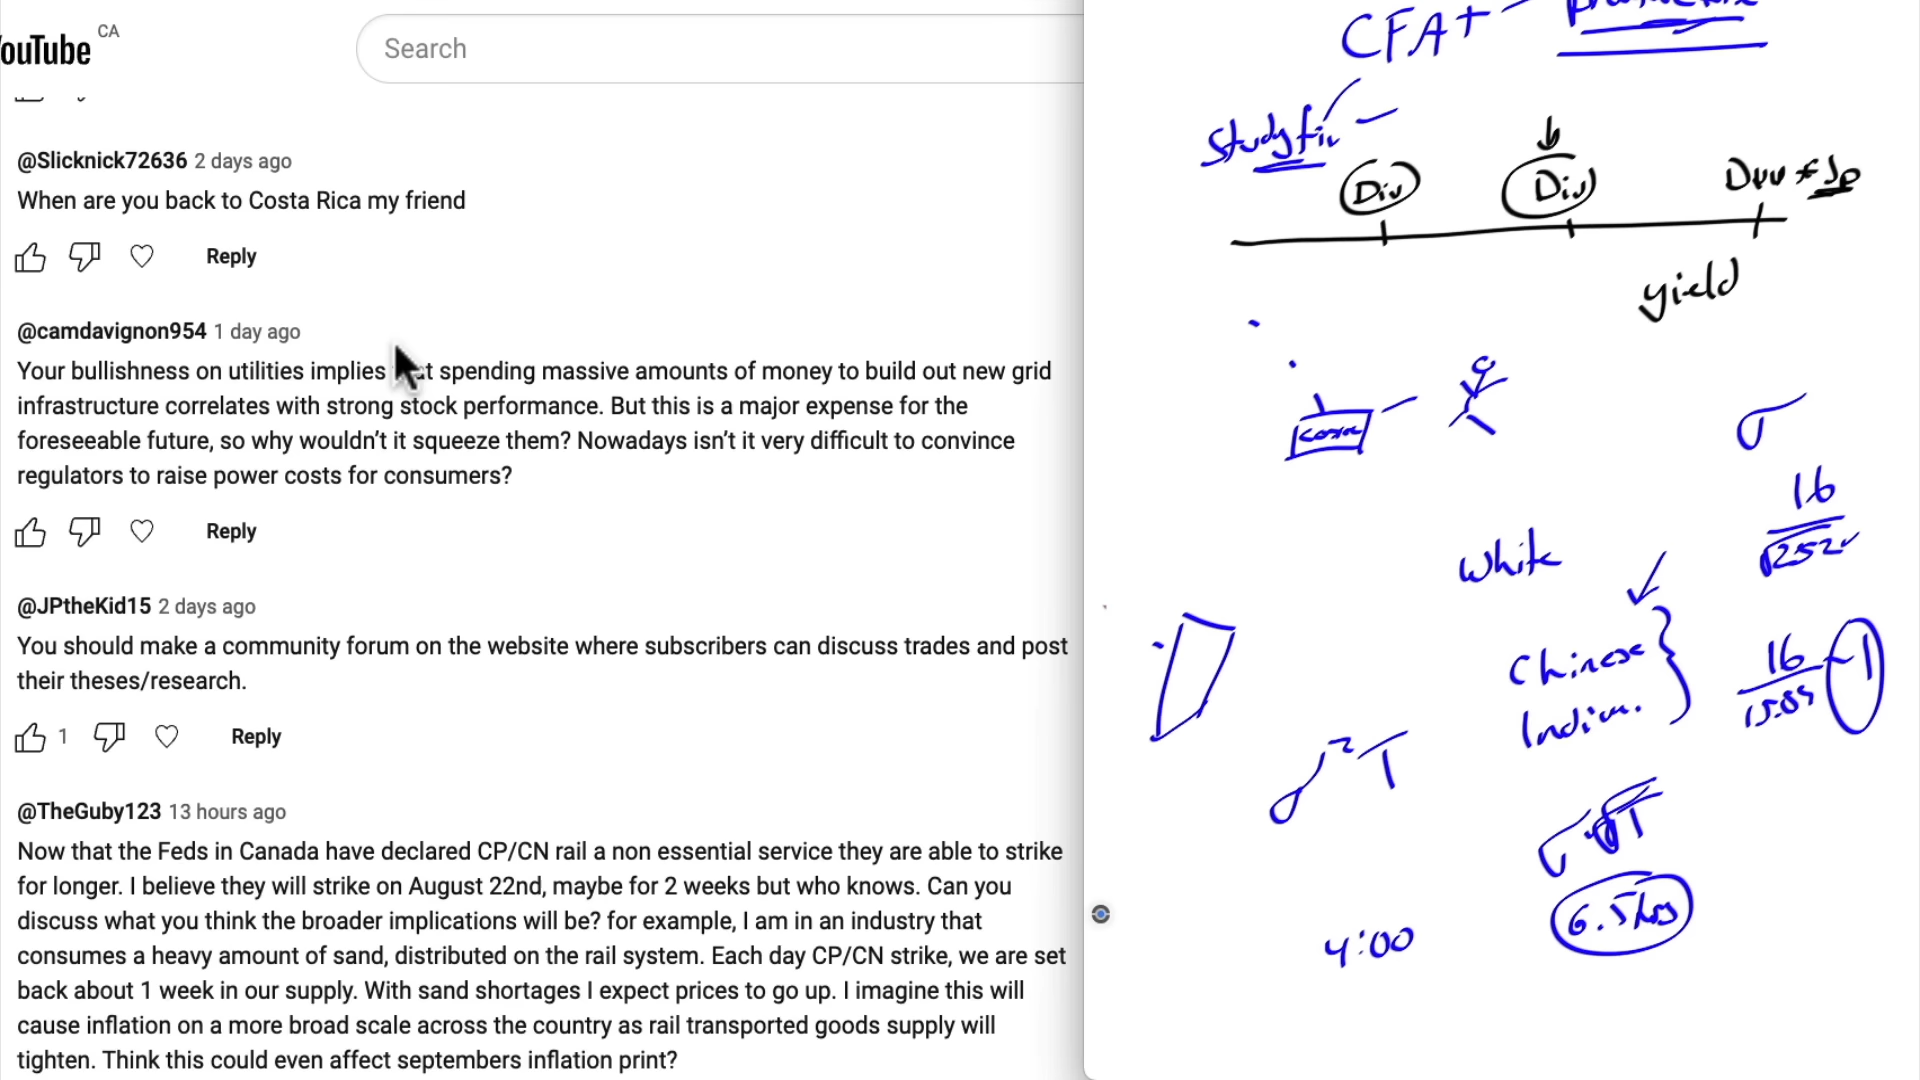 ouTube CA
Search
@Slicknick72636 2 days ago
When are you back to Costa Rica my friend
Reply
@camdavignon954 1 day ago
Your bullishness on utilities implies spending massive amounts of money to build out new grid
infrastructure correlates with strong stock performance. But this is a major expense for the
foreseeable future, so why wouldn't it squeeze them? Nowadays isn't it very difficult to convince
regulators to raise power costs for consumers?
Reply
@JPtheKid15 2 days ago
You should make a community forum on the website where subscribers can discuss trades and post
their theses/research.
1
Reply
@TheGuby123 13 hours ago
Now that the Feds in Canada have declared CP/CN rail a non essential service they are able to strike
for longer. I believe they will strike on August 22nd, maybe for 2 weeks but who knows. Can you
discuss what you think the broader implications will be? for example, I am in an industry that
consumes a heavy amount of sand, distributed on the rail system. Each day CP/CN strike, we are set
back about 1 week in our supply. With sand shortages I expect prices to go up. I imagine this will
cause inflation on a more broad scale across the country as rail transported goods supply will
tighten. Think this could even affect septembers inflation print?
CFA+
Studyfin
Div Div
yield
σ
16
√252
White
Chinese
16
15.85
1
σ²T
σ√T
6.5hrs
4:00